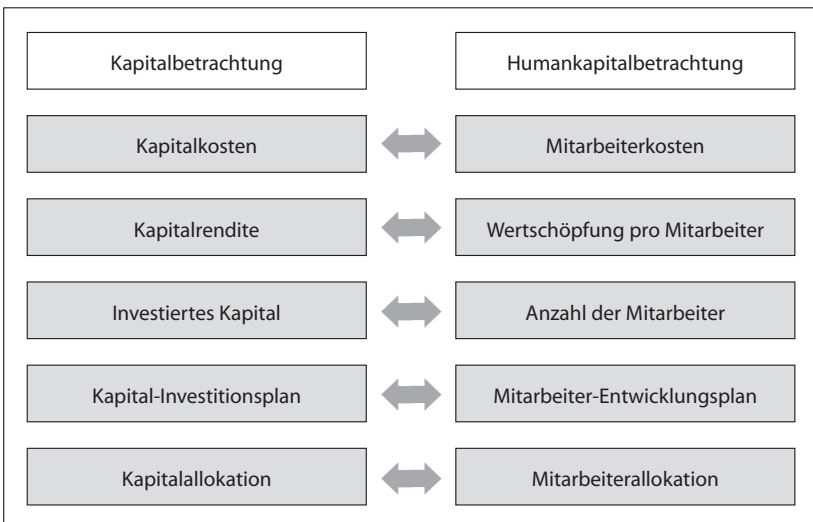 Kapitalbetrachtung Humankapitalbetrachtung
Kapitalkosten Mitarbeiterkosten
Kapitalrendite Wertschöpfung pro Mitarbeiter
Investiertes Kapital Anzahl der Mitarbeiter
Kapital-Investitionsplan Mitarbeiter-Entwicklungsplan
Kapitalallokation Mitarbeiterallokation